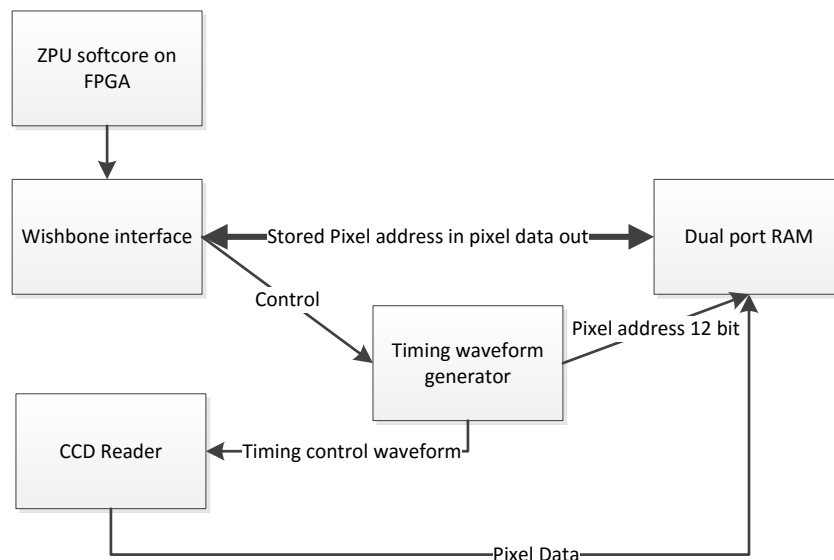 ZPU softcore on
FPGA
Wishbone interface
Stored Pixel address in pixel data out
Dual port RAM
Control
Pixel address 12 bit
Timing waveform
generator
CCD Reader
Timing control waveform
Pixel Data